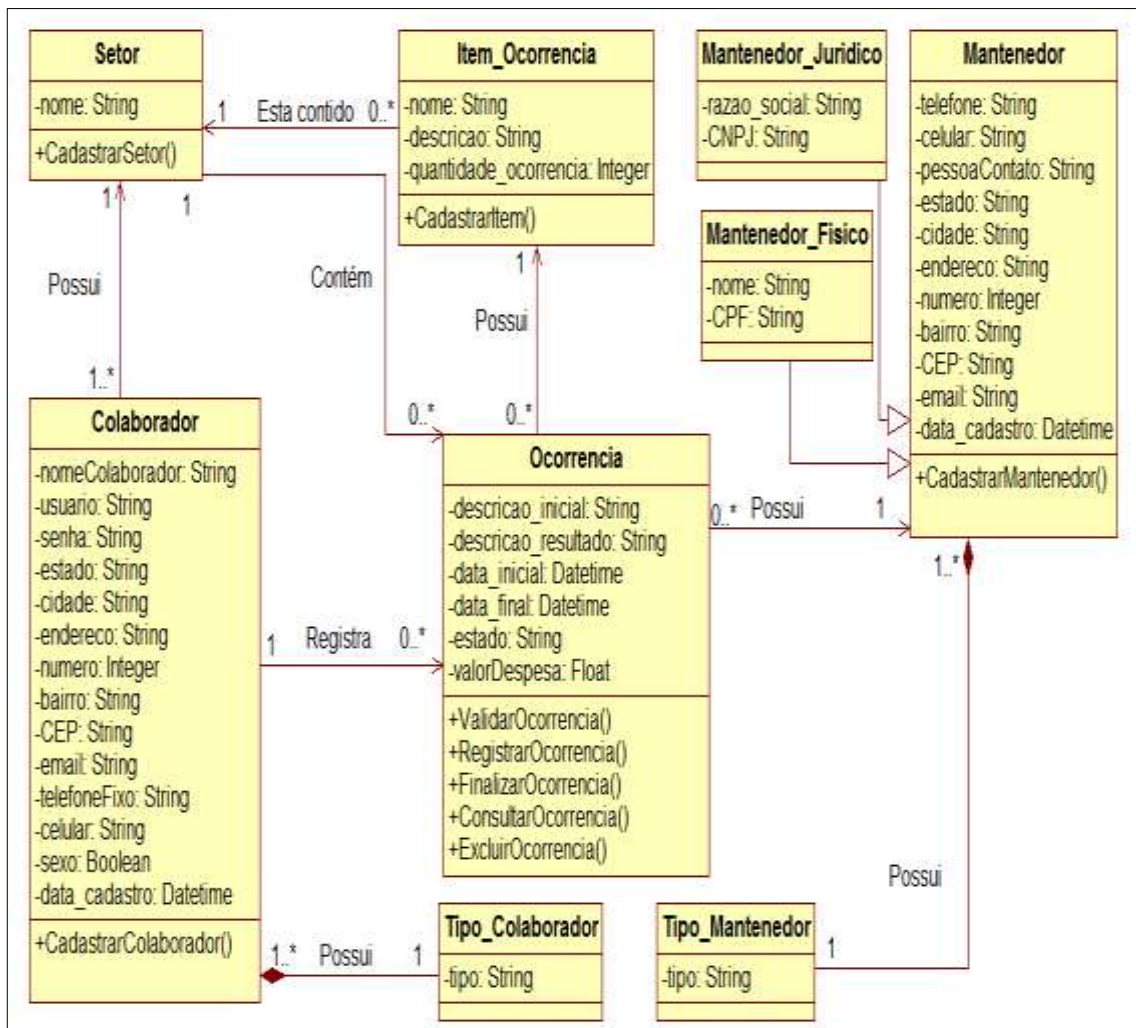 Setor
-nome: String
+CadastrarSetor()
1
Esta contido
0..*
Item_Ocorrencia
-nome: String
-descricao: String
-quantidade_ocorrencia: Integer
+CadastrarItem()
Mantenedor_Juridico
-razao_social: String
-CNPJ: String
Mantenedor_Fisico
-nome: String
-CPF: String
Mantenedor
-telefone: String
-celular: String
-pessoaContato: String
-estado: String
-cidade: String
-endereco: String
-numero: Integer
-bairro: String
-CEP: String
-email: String
-data_cadastro: Datetime
+CadastrarMantenedor()
1
1
Possui
1..*
Contém
0..*
1
Possui
0..*
Colaborador
-nomeColaborador: String
-usuario: String
-senha: String
-estado: String
-cidade: String
-endereco: String
-numero: Integer
-bairro: String
-CEP: String
-email: String
-telefoneFixo: String
-celular: String
-sexo: Boolean
-data_cadastro: Datetime
+CadastrarColaborador()
1
Registra
0..*
Ocorrencia
-descricao_inicial: String
-descricao_resultado: String
-data_inicial: Datetime
-data_final: Datetime
-estado: String
-valorDespesa: Float
+ValidarOcorrencia()
+RegistrarOcorrencia()
+FinalizarOcorrencia()
+ConsultarOcorrencia()
+ExcluirOcorrencia()
0..*
Possui
1
1..*
Possui
1
1..*
Possui
1
Tipo_Colaborador
-tipo: String
Tipo_Mantenedor
-tipo: String